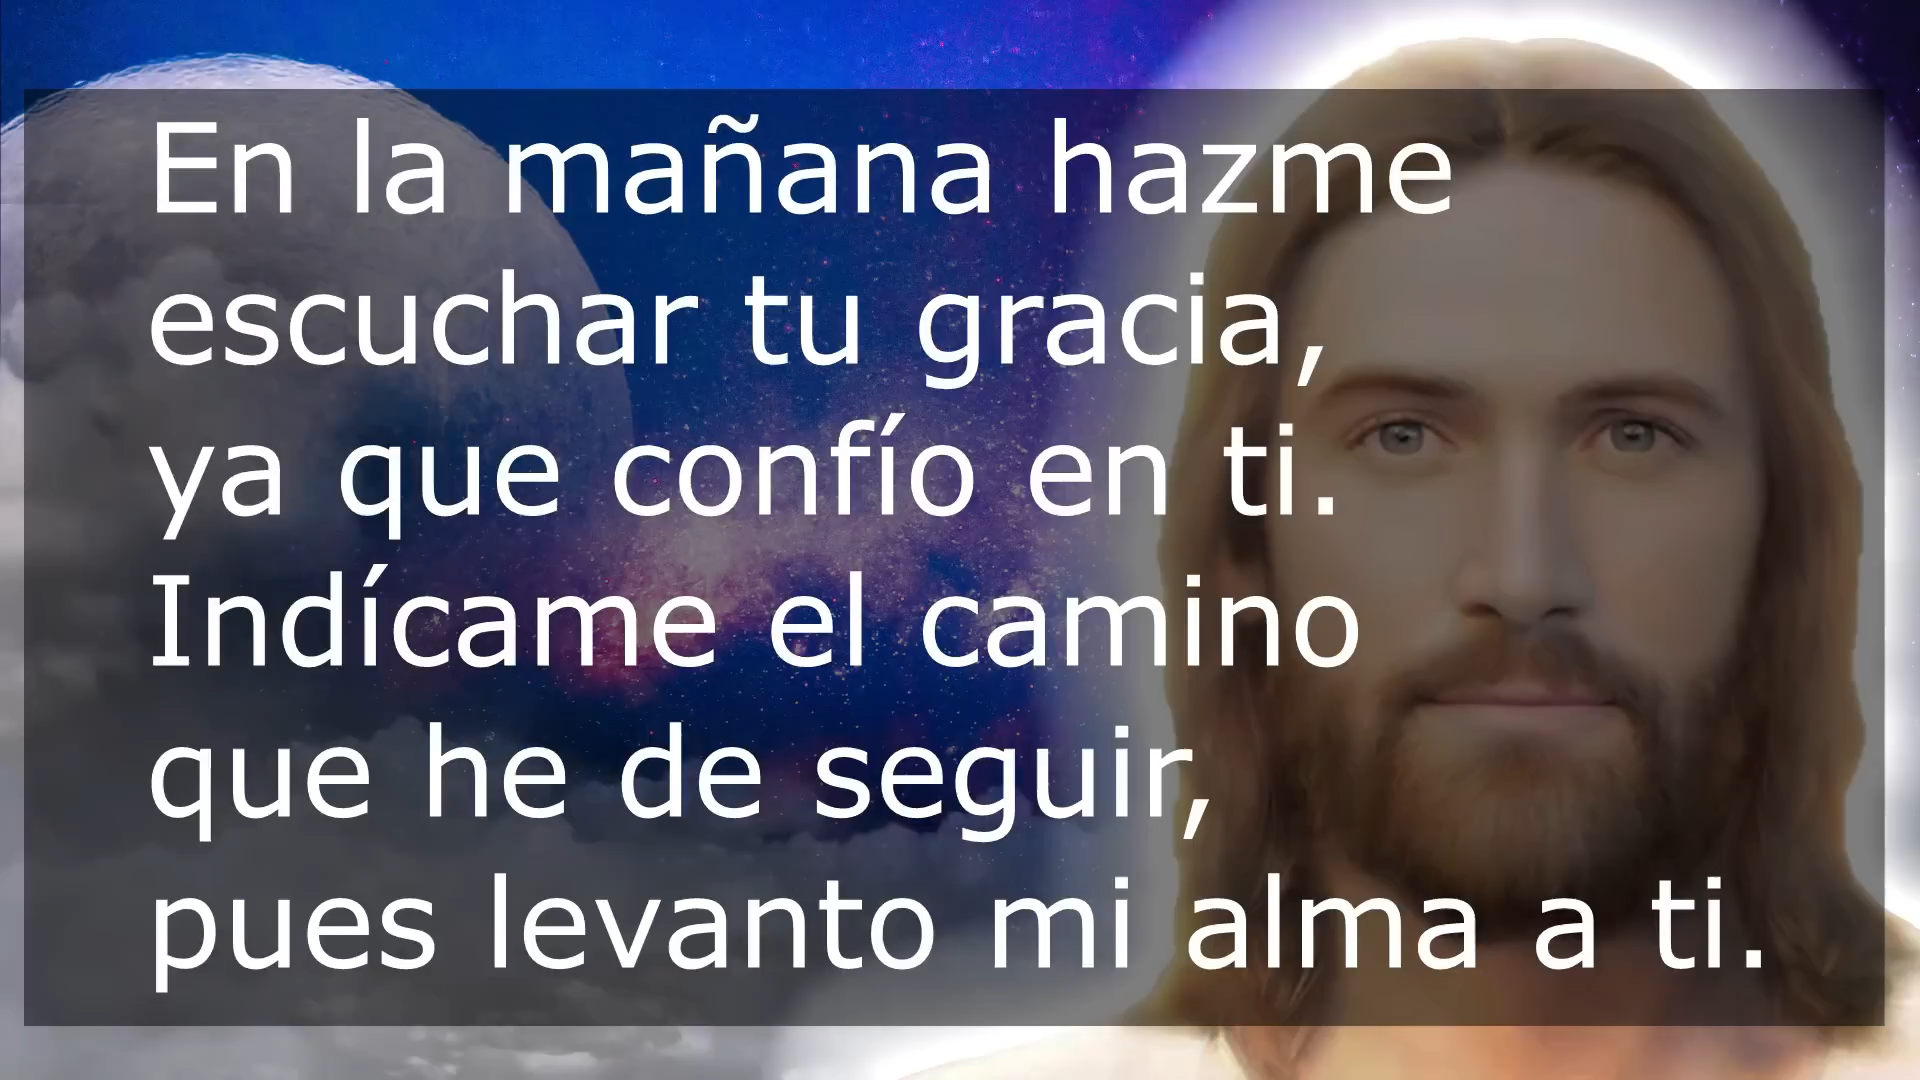 En la mañana hazme
escuchar tu gracia,
ya que confío en ti.
Indícame el camino
que he de seguir,
pues levanto mi alma a ti.